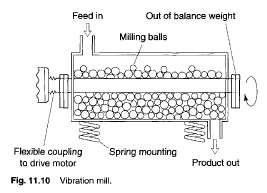 Feed in
Out of balance weight
Milling balls
Flexible coupling
to drive motor
Spring mounting
Product out
Fig. 11.10 Vibration mill.